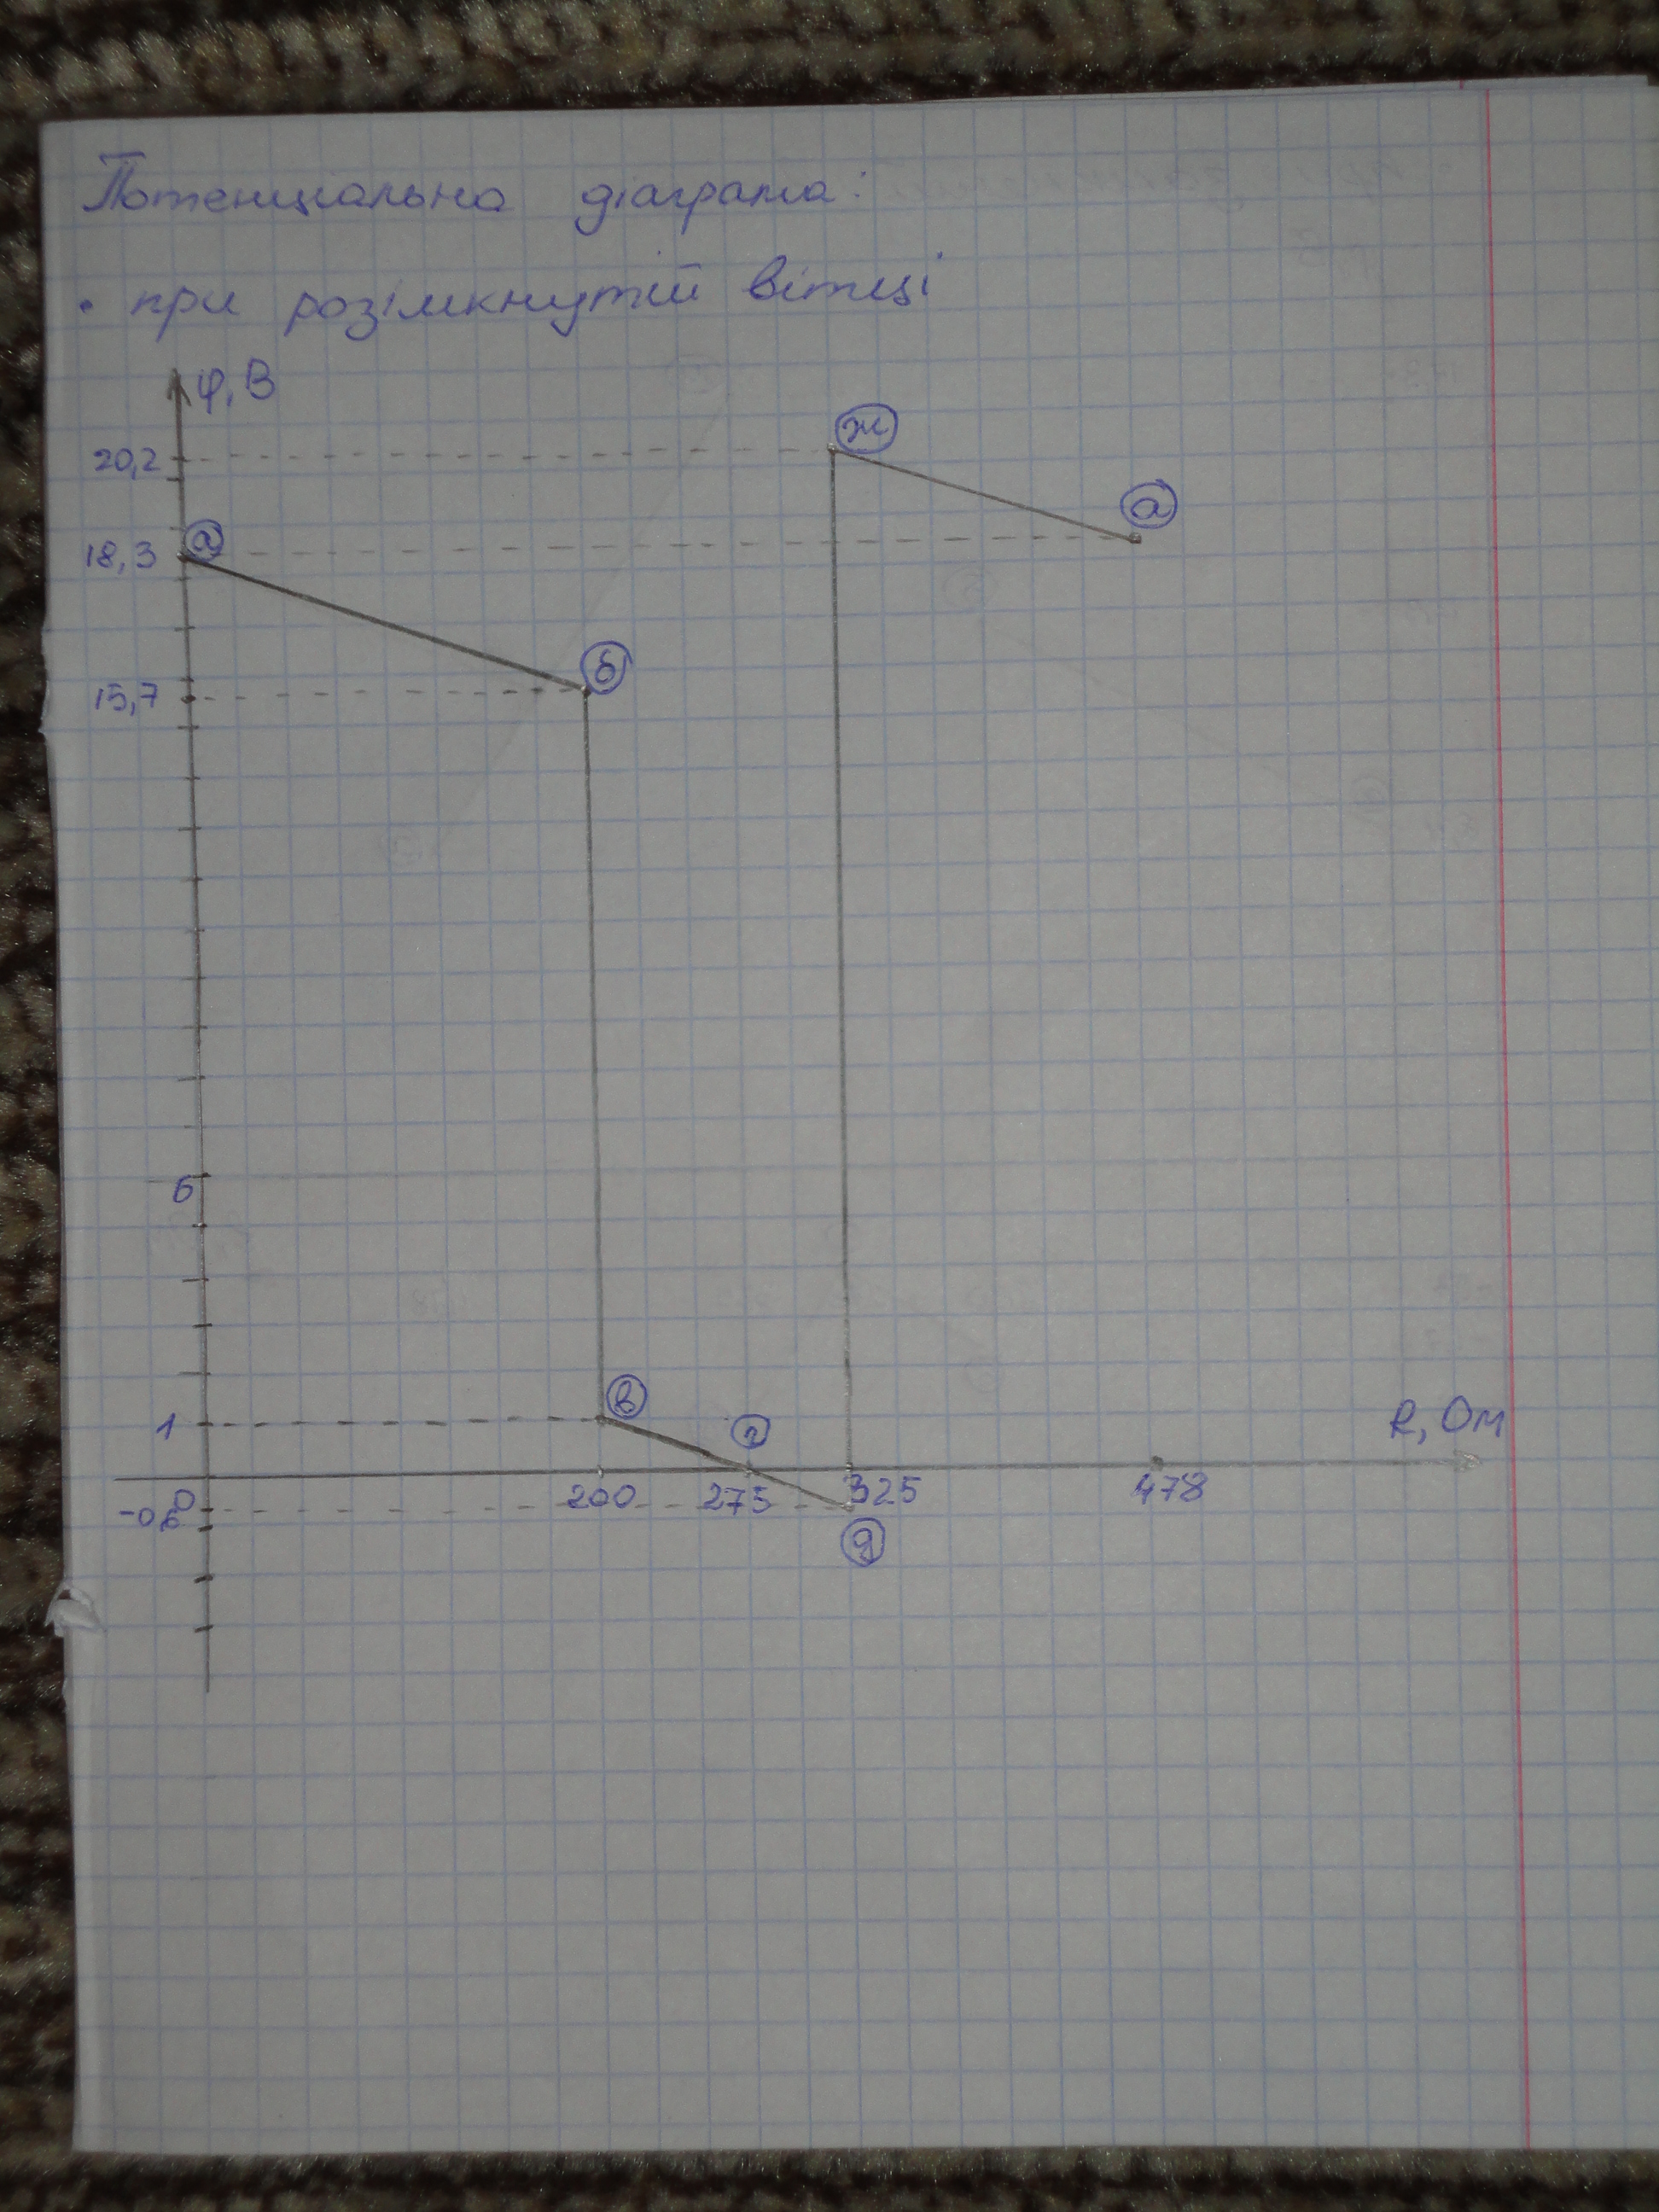 Потенціальна діаграма:
• при розімкнутій вітці
φ, В
20,2
ж
а
18,3
а
б
15,7
6
1
в
г
R, Ом
0
200
275
325
478
-0,6
д